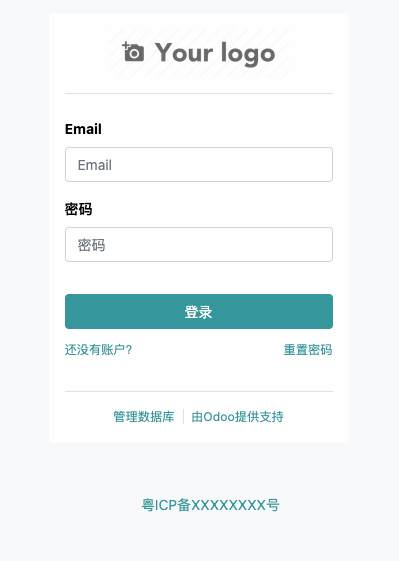 Your logo
Email
Email
密码
密码
登录
还没有账户? 重置密码
管理数据库 由Odoo提供支持
粤ICP备XXXXXXXX号